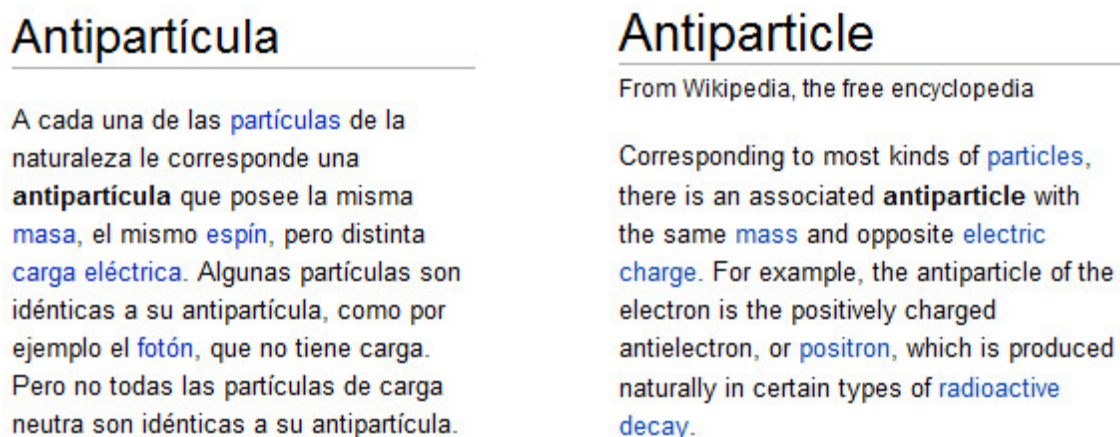 Antipartícula
A cada una de las partículas de la
naturaleza le corresponde una
antipartícula que posee la misma
masa, el mismo espín, pero distinta
carga eléctrica. Algunas partículas son
idénticas a su antipartícula, como por
ejemplo el fotón, que no tiene carga.
Pero no todas las partículas de carga
neutra son idénticas a su antipartícula.
Antiparticle
From Wikipedia, the free encyclopedia
Corresponding to most kinds of particles,
there is an associated antiparticle with
the same mass and opposite electric
charge. For example, the antiparticle of the
electron is the positively charged
antielectron, or positron, which is produced
naturally in certain types of radioactive
decay.